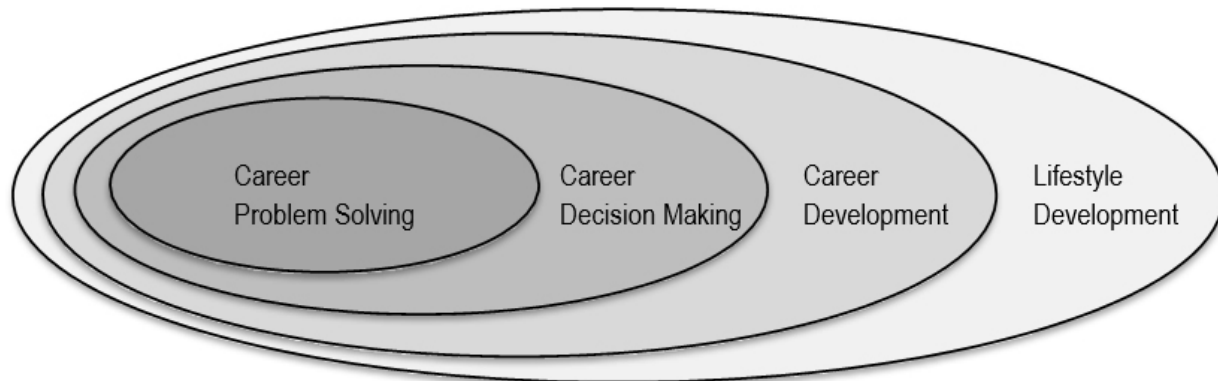 Career
Problem Solving
Career
Decision Making
Career
Development
Lifestyle
Development